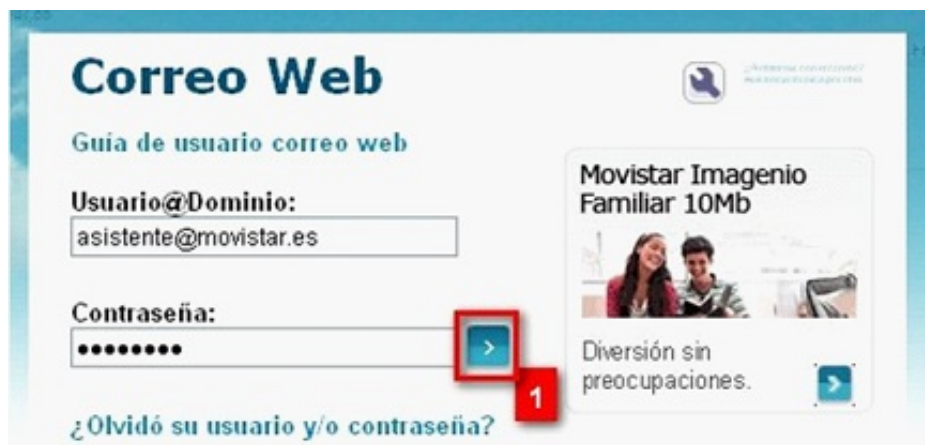 Correo Web
Guía de usuario correo web
Usuario@Dominio:
asistente@movistar.es
Contraseña:
••••••••
1
¿Olvidó su usuario y/o contraseña?
Movistar Imagenio
Familiar 10Mb
Diversión sin
preocupaciones.